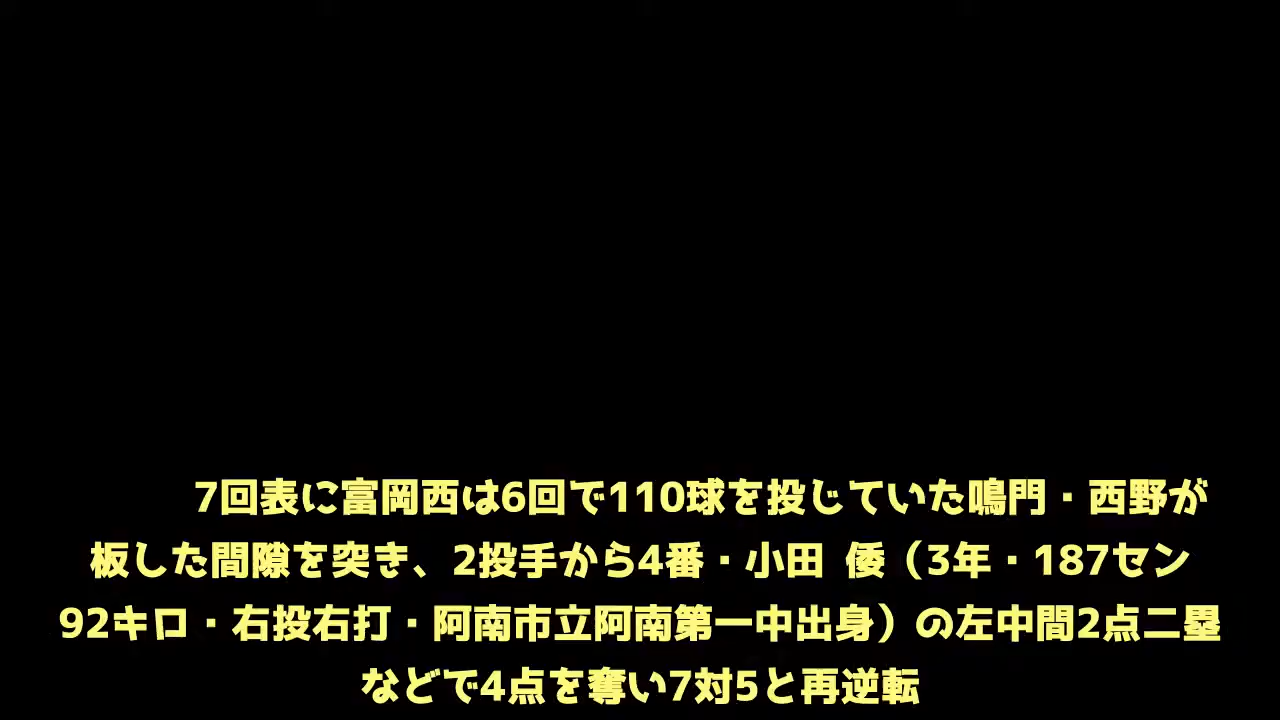 7回表に富岡西は6回で110球を投じていた鳴門・西野が
板した間隙を突き、2投手から4番・小田 倭（3年・187セン
92キロ・右投右打・阿南市立阿南第一中出身）の左中間2点二塁
などで4点を奪い7対5と再逆転